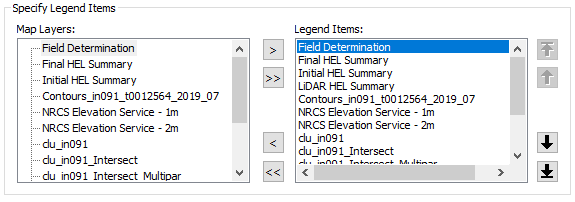 Specify Legend Items
Map Layers:
Field Determination
Final HEL Summary
Initial HEL Summary
Contours_in091_t0012564_2019_07
NRCS Elevation Service - 1m
NRCS Elevation Service - 2m
clu_in091
clu_in091_Intersect
clu_in091_Intersect_Multipar
>
>>
<
<<
Legend Items:
Field Determination
Final HEL Summary
Initial HEL Summary
LiDAR HEL Summary
Contours_in091_t0012564_2019_07
NRCS Elevation Service - 1m
NRCS Elevation Service - 2m
clu_in091
clu_in091_Intersect
clu_in091_Intersect_Multipar